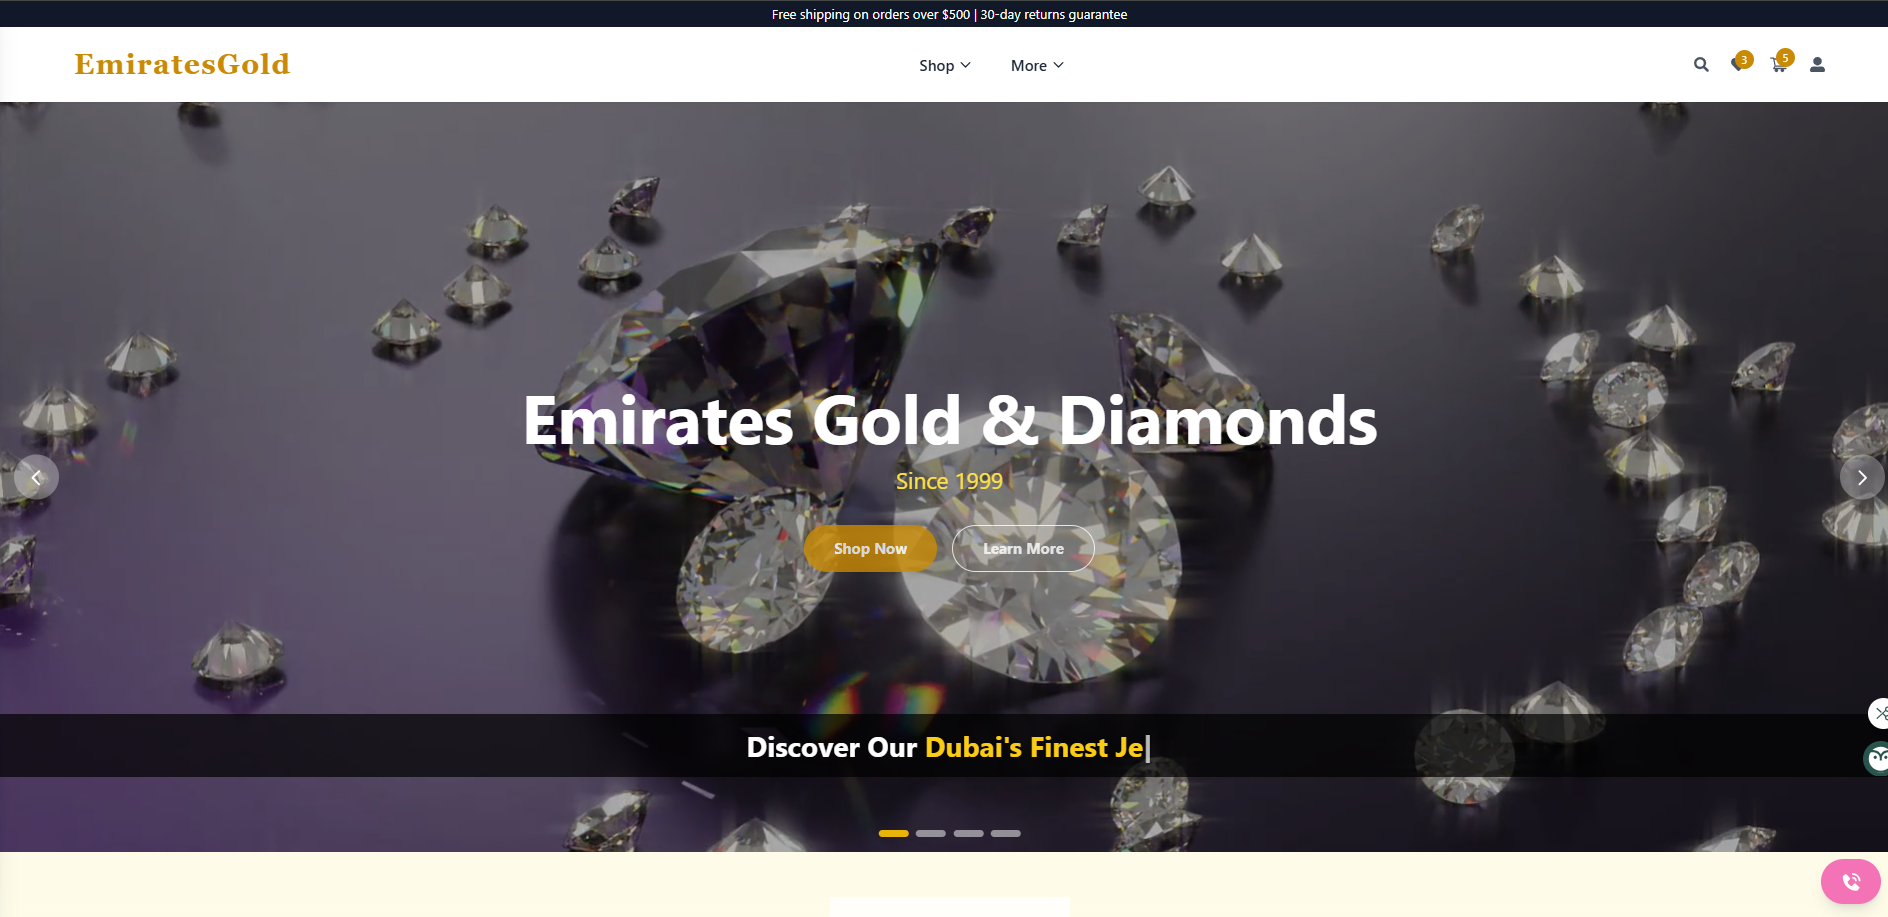 Free shipping on orders over $500 | 30-day returns guarantee
EmiratesGold
Shop
More
3
5
Emirates Gold & Diamonds
Since 1999
Shop Now
Learn More
Discover Our Dubai's Finest Je|